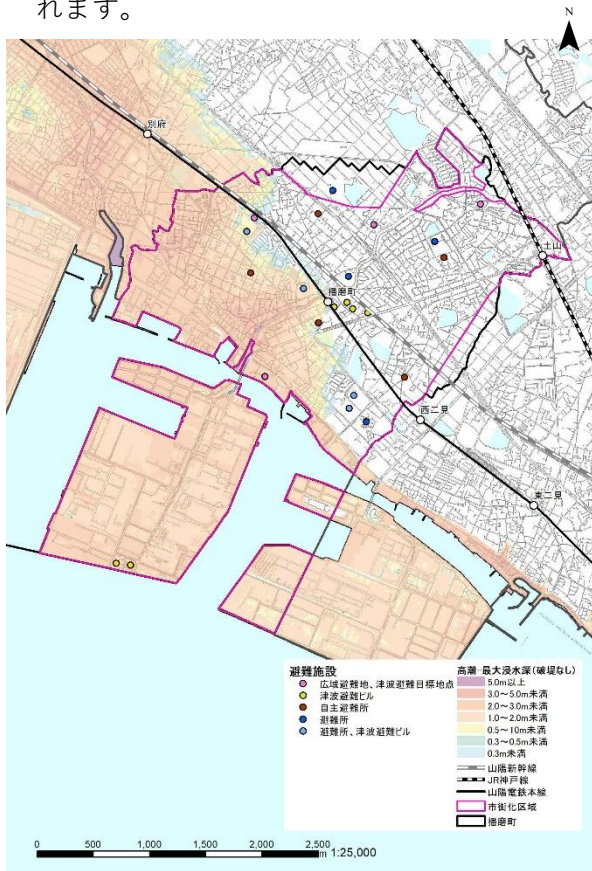 れます。
N
別府
土山
播磨町
西二見
東二見
避難施設
広域避難地、津波避難目標地点
津波避難ビル
自主避難所
避難所
避難所、津波避難ビル
高潮 最大浸水深(破堤なし)
5.0m以上
3.0～5.0m未満
2.0～3.0m未満
1.0～2.0m未満
0.5～10m未満
0.3～0.5m未満
0.3m未満
山陽新幹線
JR神戸線
山陽電鉄本線
市街化区域
播磨町
0 500 1,000 1,500 2,000 2,500 m 1:25,000